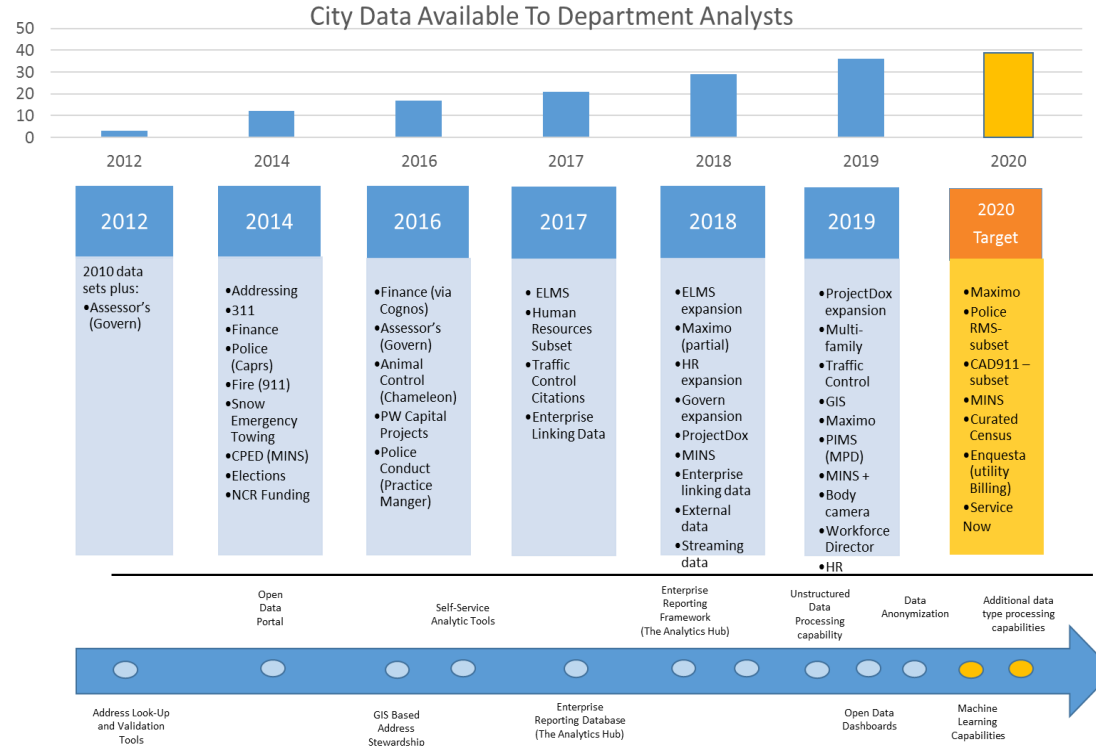 City Data Available To Department Analysts
50
40
30
20
10
0
2012
2014
2016
2017
2018
2019
2020
2012
2010 data
sets plus:
•Assessor's
(Govern)
2014
•Addressing
•311
•Finance
•Police
(Caprs)
•Fire (911)
•Snow
Emergency
Towing
•CPED (MINS)
•Elections
•NCR Funding
2016
•Finance (via
Cognos)
•Assessor's
(Govern)
•Animal
Control
(Chameleon)
•PW Capital
Projects
•Police
Conduct
(Practice
Manger)
2017
• ELMS
•Human
Resources
Subset
•Traffic
Control
Citations
•Enterprise
Linking Data
2018
•ELMS
expansion
•Maximo
(partial)
•HR
expansion
•Govern
expansion
•ProjectDox
•MINS
•Enterprise
linking data
•External
data
•Streaming
data
2019
•ProjectDox
expansion
•Multi-
family
•Traffic
Control
•GIS
•Maximo
•PIMS
(MPD)
•MINS +
•Body
camera
•Workforce
Director
•HR
2020
Target
•Maximo
•Police
RMS-
subset
•CAD911 –
subset
•MINS
•Curated
Census
•Enquesta
(utility
Billing)
•Service
Now
Open
Data
Portal
Self-Service
Analytic Tools
Enterprise
Reporting
Framework
(The Analytics Hub)
Unstructured
Data
Processing
capability
Data
Anonymization
Additional data
type processing
capabilities
Address Look-Up
and Validation
Tools
GIS Based
Address
Stewardship
Enterprise
Reporting Database
(The Analytics Hub)
Open Data
Dashboards
Machine
Learning
Capabilities